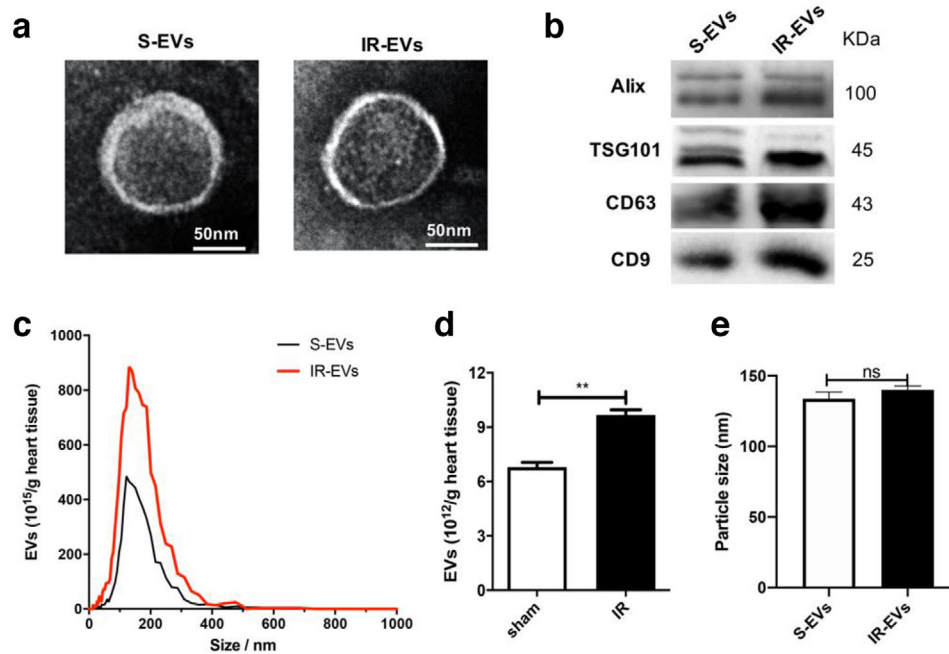 a
S-EVs
IR-EVs
50nm
50nm
b
S-EVs
IR-EVs
KDa
Alix
100
TSG101
45
CD63
43
CD9
25
c
EVs (10¹⁵/g heart tissue)
1000
800
600
400
200
0
0
200
400
600
800
1000
Size / nm
S-EVs
IR-EVs
d
EVs (10¹²/g heart tissue)
12
9
6
3
0
**
sham
IR
e
Particle size (nm)
150
100
50
0
ns
S-EVs
IR-EVs